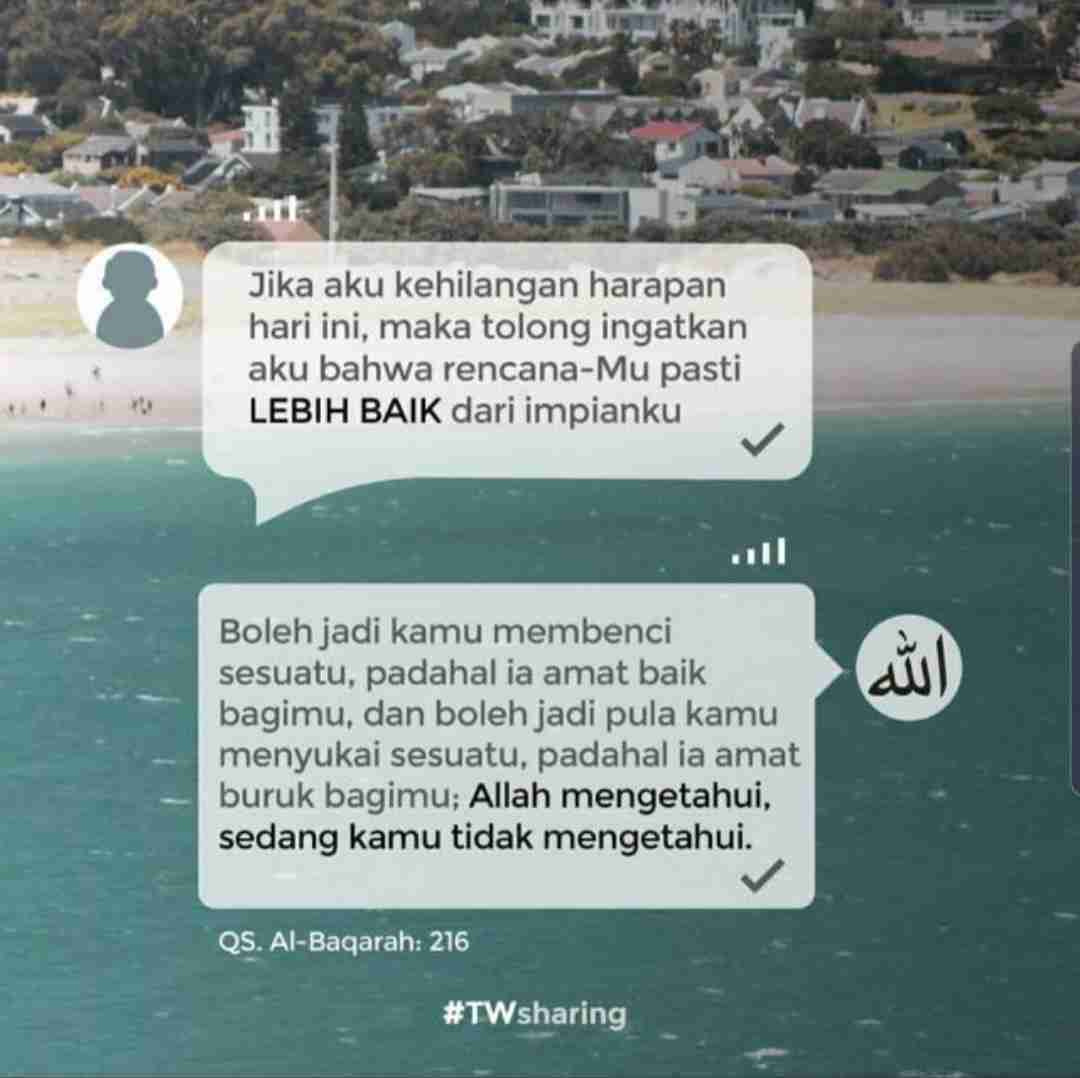 Jika aku kehilangan harapan
hari ini, maka tolong ingatkan
aku bahwa rencana-Mu pasti
LEBIH BAIK dari impianku
Boleh jadi kamu membenci
sesuatu, padahal ia amat baik
bagimu, dan boleh jadi pula kamu
menyukai sesuatu, padahal ia amat
buruk bagimu; Allah mengetahui,
sedang kamu tidak mengetahui.
الله
QS. Al-Baqarah: 216
#TWsharing